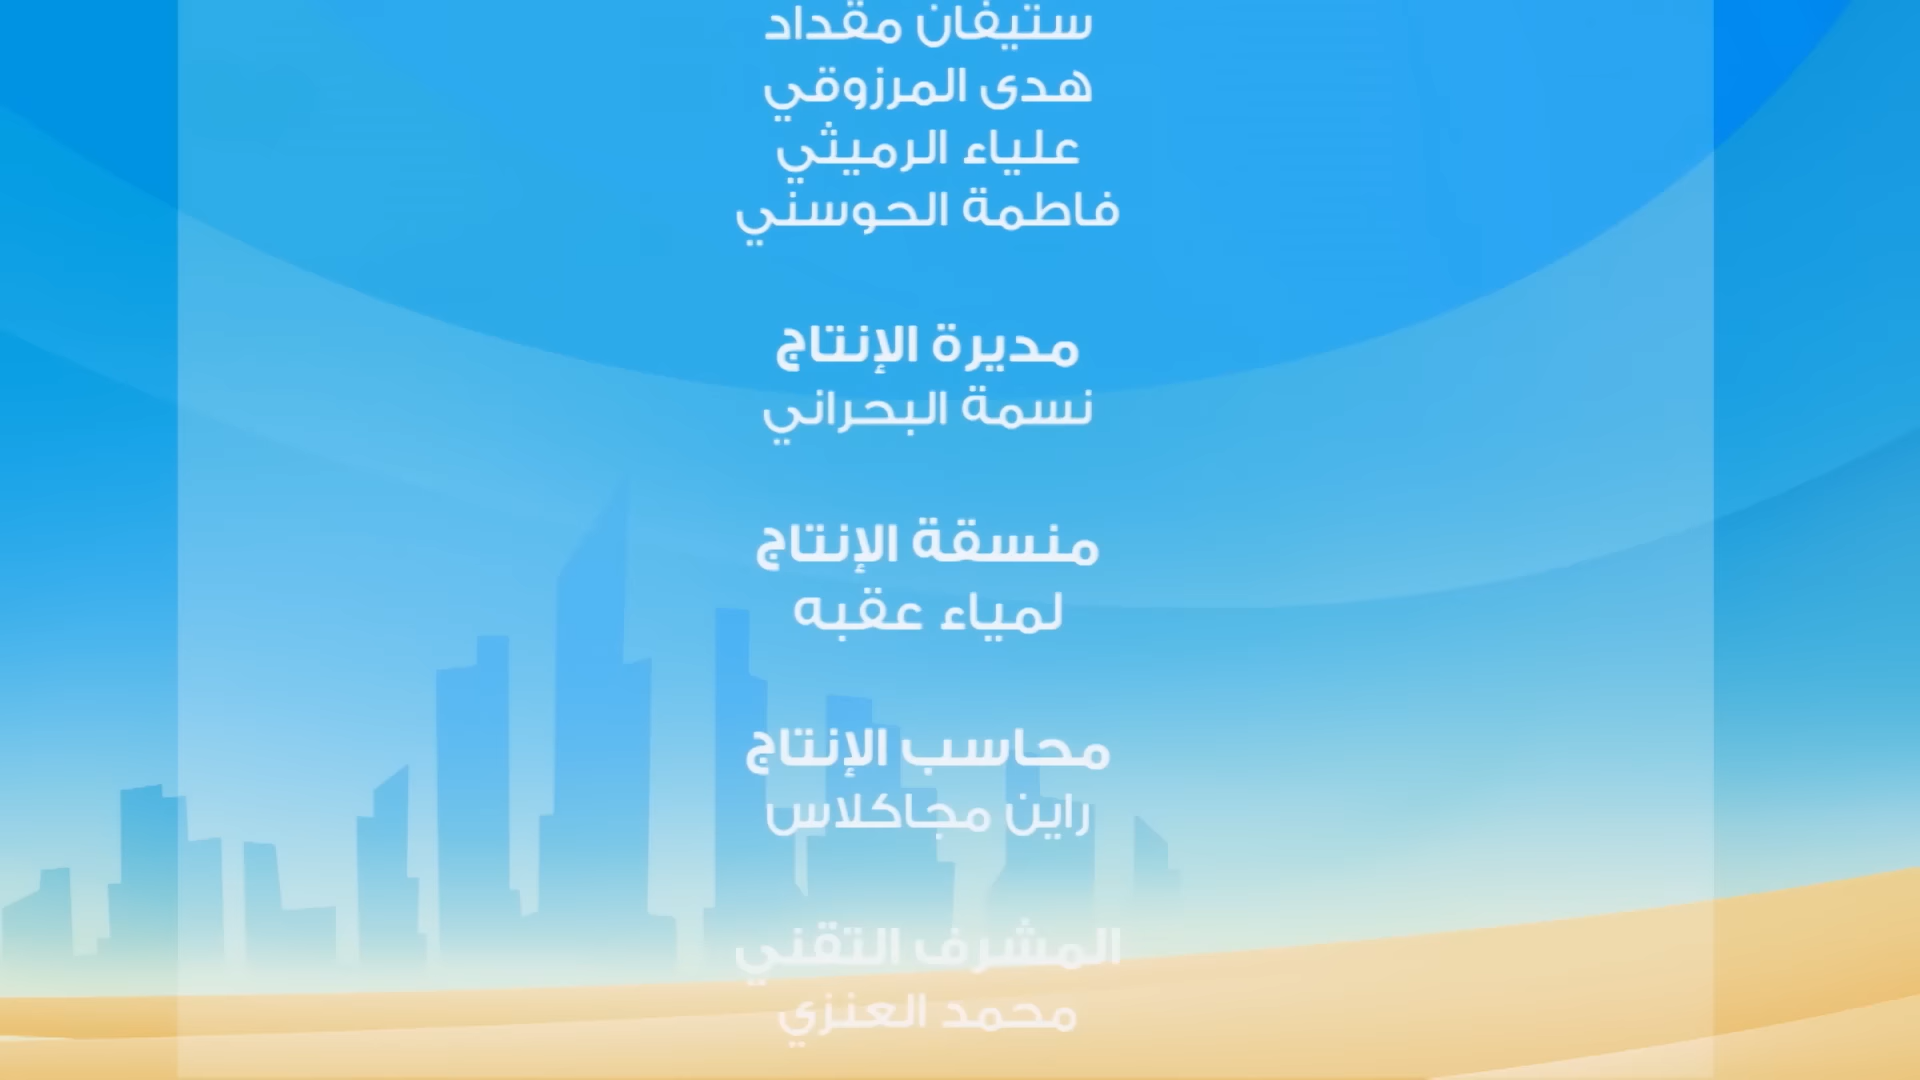 ستيفان مقداد
هدى المرزوقي
علياء الرميثي
فاطمة الحوسني
مديرة الإنتاج
نسمة البحراني
منسقة الإنتاج
لمياء عقبه
محاسب الإنتاج
راين مجاكلاس
المشرف التقني
محمد العنزي